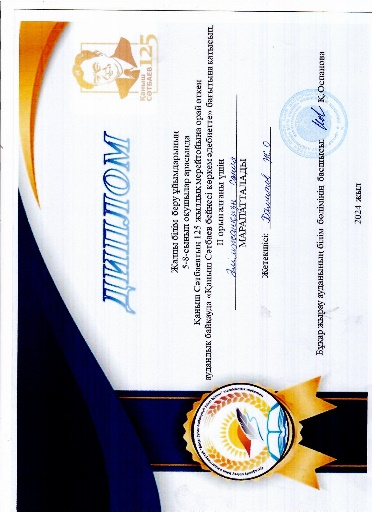 Қаныш
Сәтбаев
125
ДИПЛОМ
Жалпы білім беру ұйымдарының
5-8-сынып оқушылар арасында
Қаныш Сәтбаевтың 125 жылдық мерейтойына орай өткен
аудандық байқауда «Қаныш Сәтбаев бейнесі көркем әдебиетте» бағытына қатысып,
II орын алғаны үшін
МАРАПАТТАЛАДЫ
Жетекшісі:
Бұқар жырау ауданының білім бөлімінің басшысы: Қ.Оспанова
2024 жыл